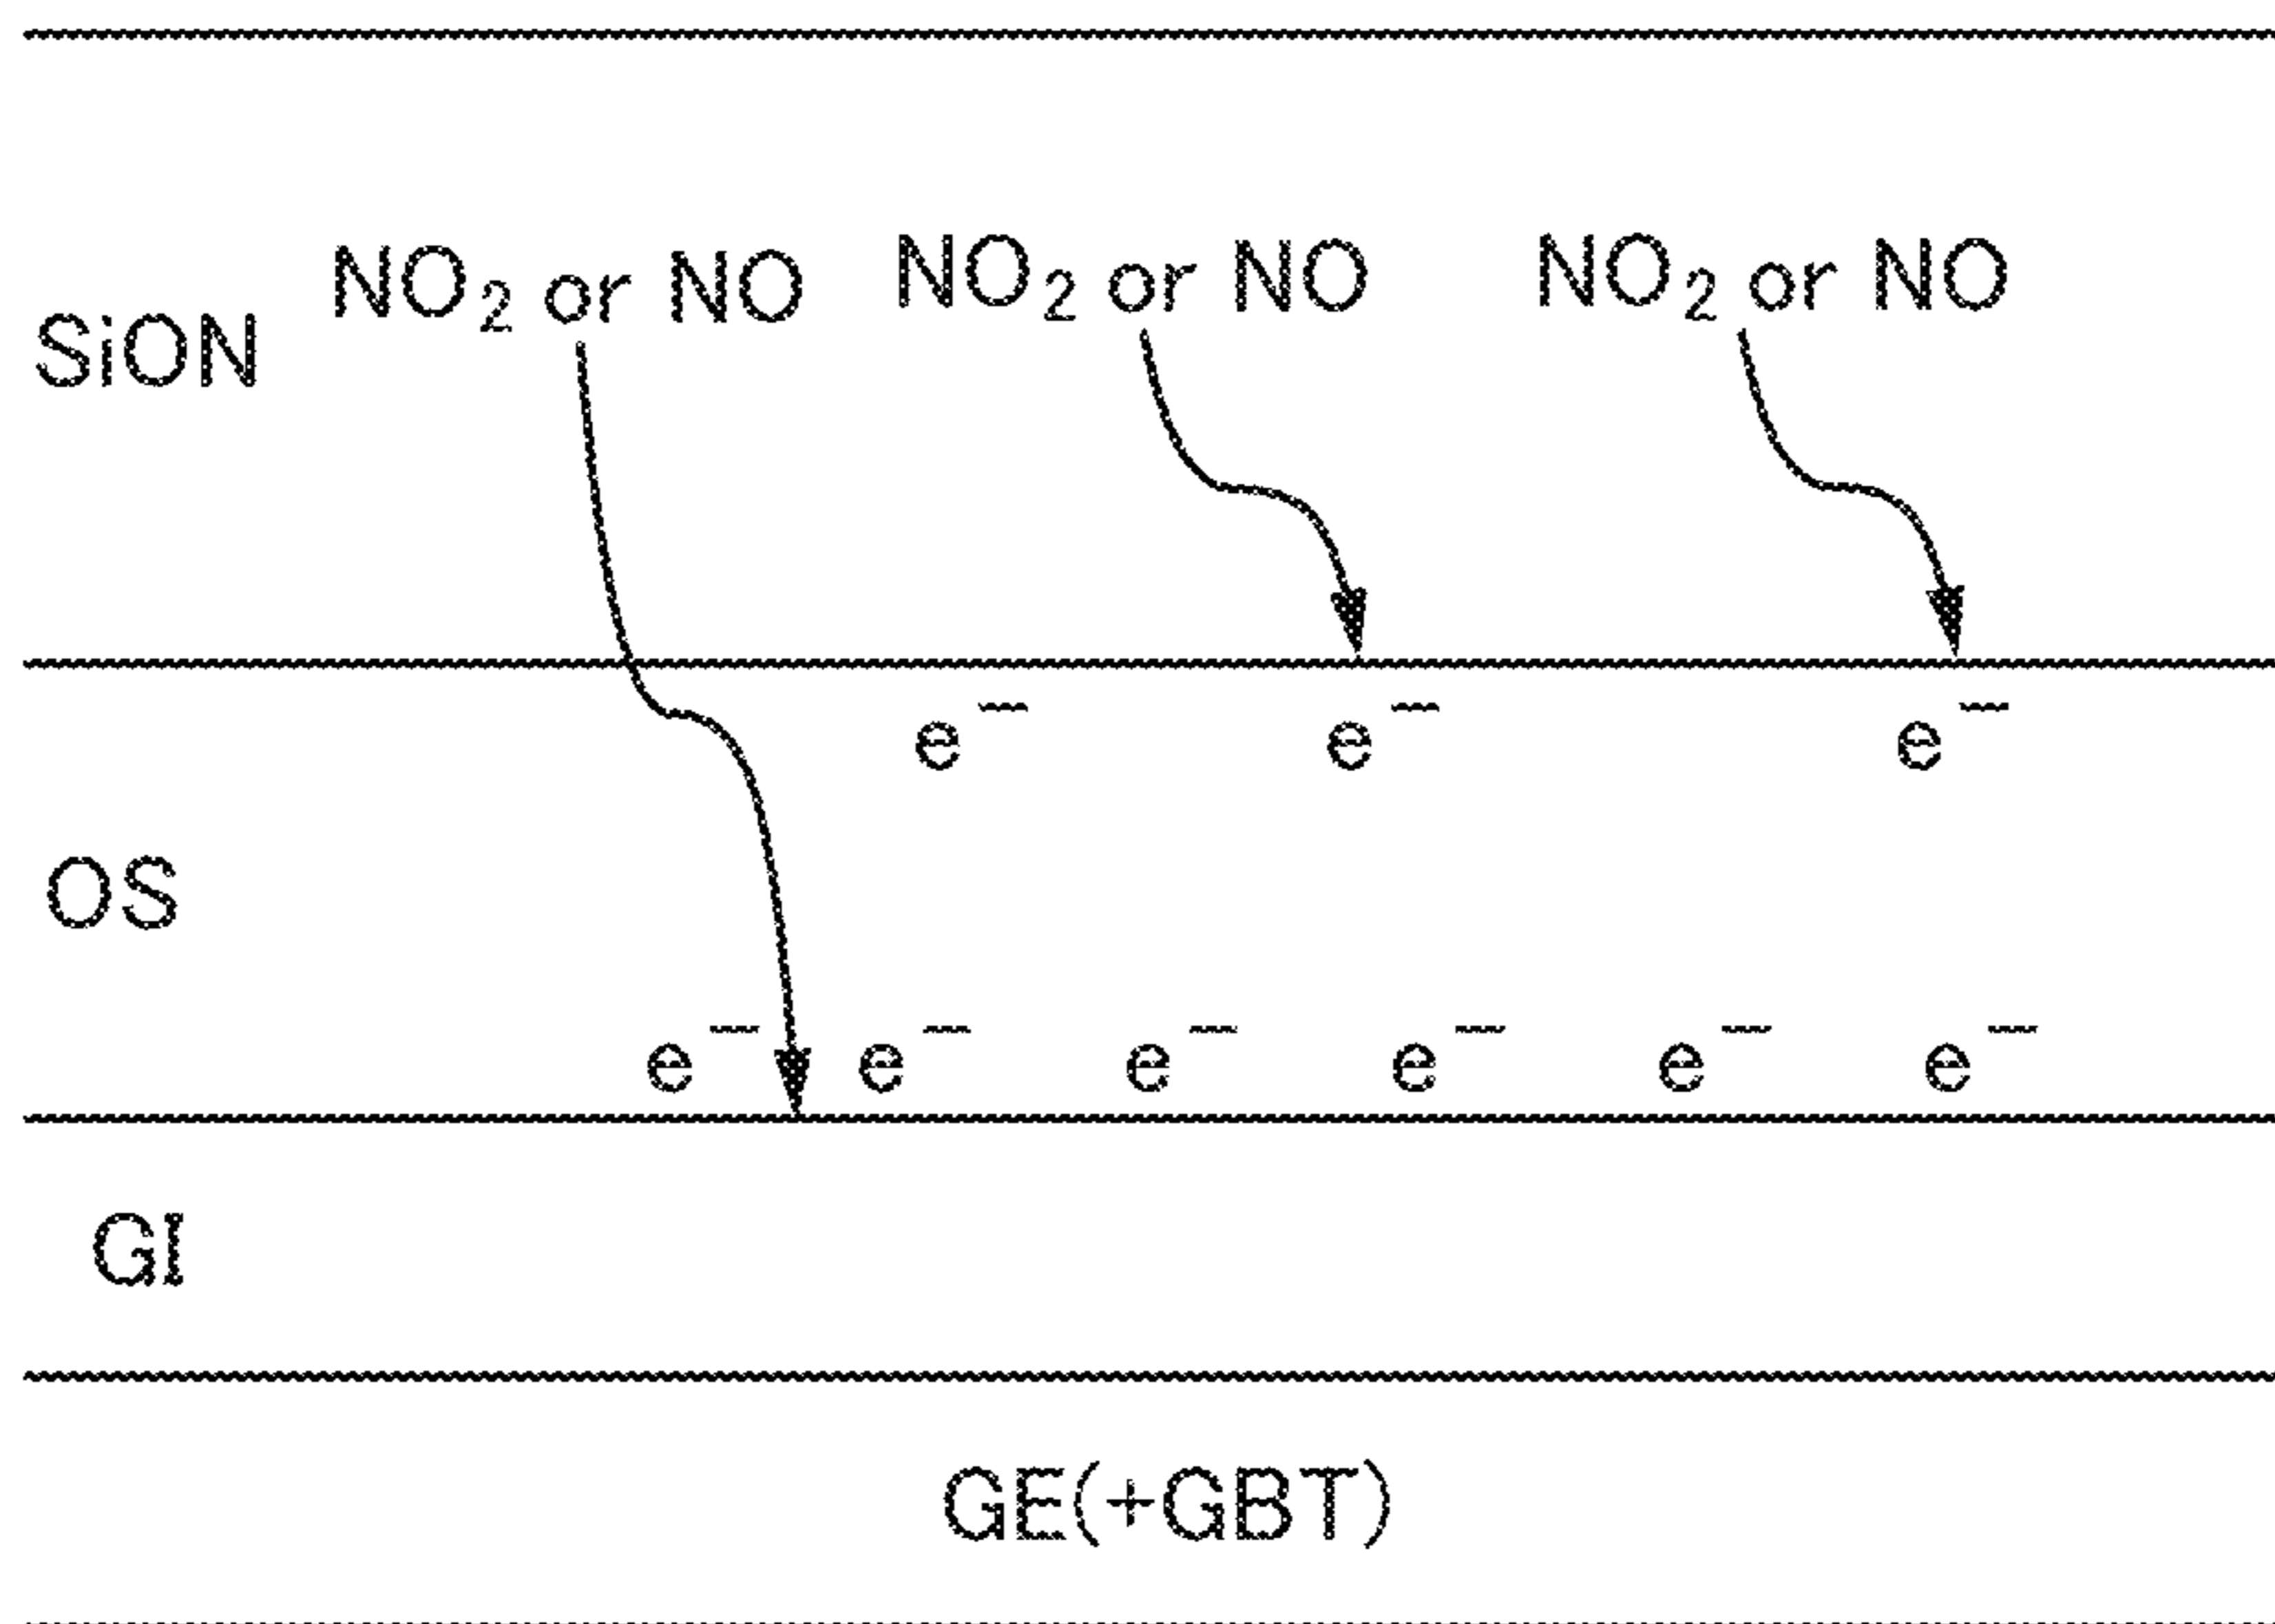 NO₂ or NO NO₂ or NO NO₂ or NO
SiON
e⁻ e⁻ e⁻
OS
e⁻ e⁻ e⁻ e⁻ e⁻ e⁻
GI
GE(+GBT)